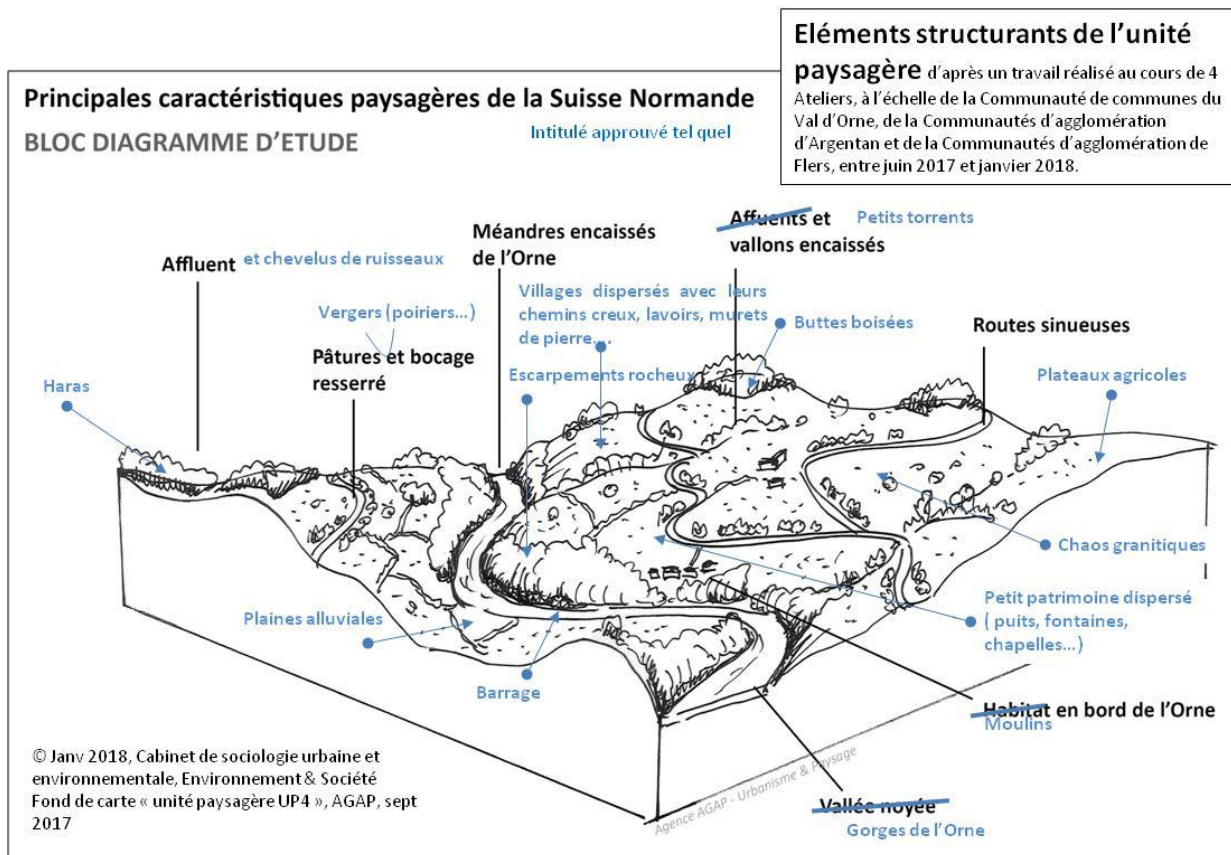 Eléments structurants de l'unité
paysagère d'après un travail réalisé au cours de 4
Ateliers, à l'échelle de la Communauté de communes du
Val d'Orne, de la Communautés d'agglomération
d'Argentan et de la Communautés d'agglomération de
Flers, entre juin 2017 et janvier 2018.
Principales caractéristiques paysagères de la Suisse Normande
BLOC DIAGRAMME D'ETUDE
Intitulé approuvé tel quel
Affluent et chevelus de ruisseaux
Méandres encaissés
de l'Orne
Affuents et Petits torrents
vallons encaissés
Vergers (poiriers...)
Pâtures et bocage
resserré
Villages dispersés avec leurs
chemins creux, lavoirs, murets
de pierre....
Buttes boisées
Routes sinueuses
Haras
Escarpements rocheux
Plateaux agricoles
Chaos granitiques
Plaines alluviales
Barrage
Petit patrimoine dispersé
( puits, fontaines,
chapelles...)
Habitat en bord de l'Orne
Moulins
Vallée noyée
Gorges de l'Orne
Agence AGAP - Urbanisme & Paysage
© Janv 2018, Cabinet de sociologie urbaine et
environnementale, Environnement & Société
Fond de carte « unité paysagère UP4 », AGAP, sept
2017